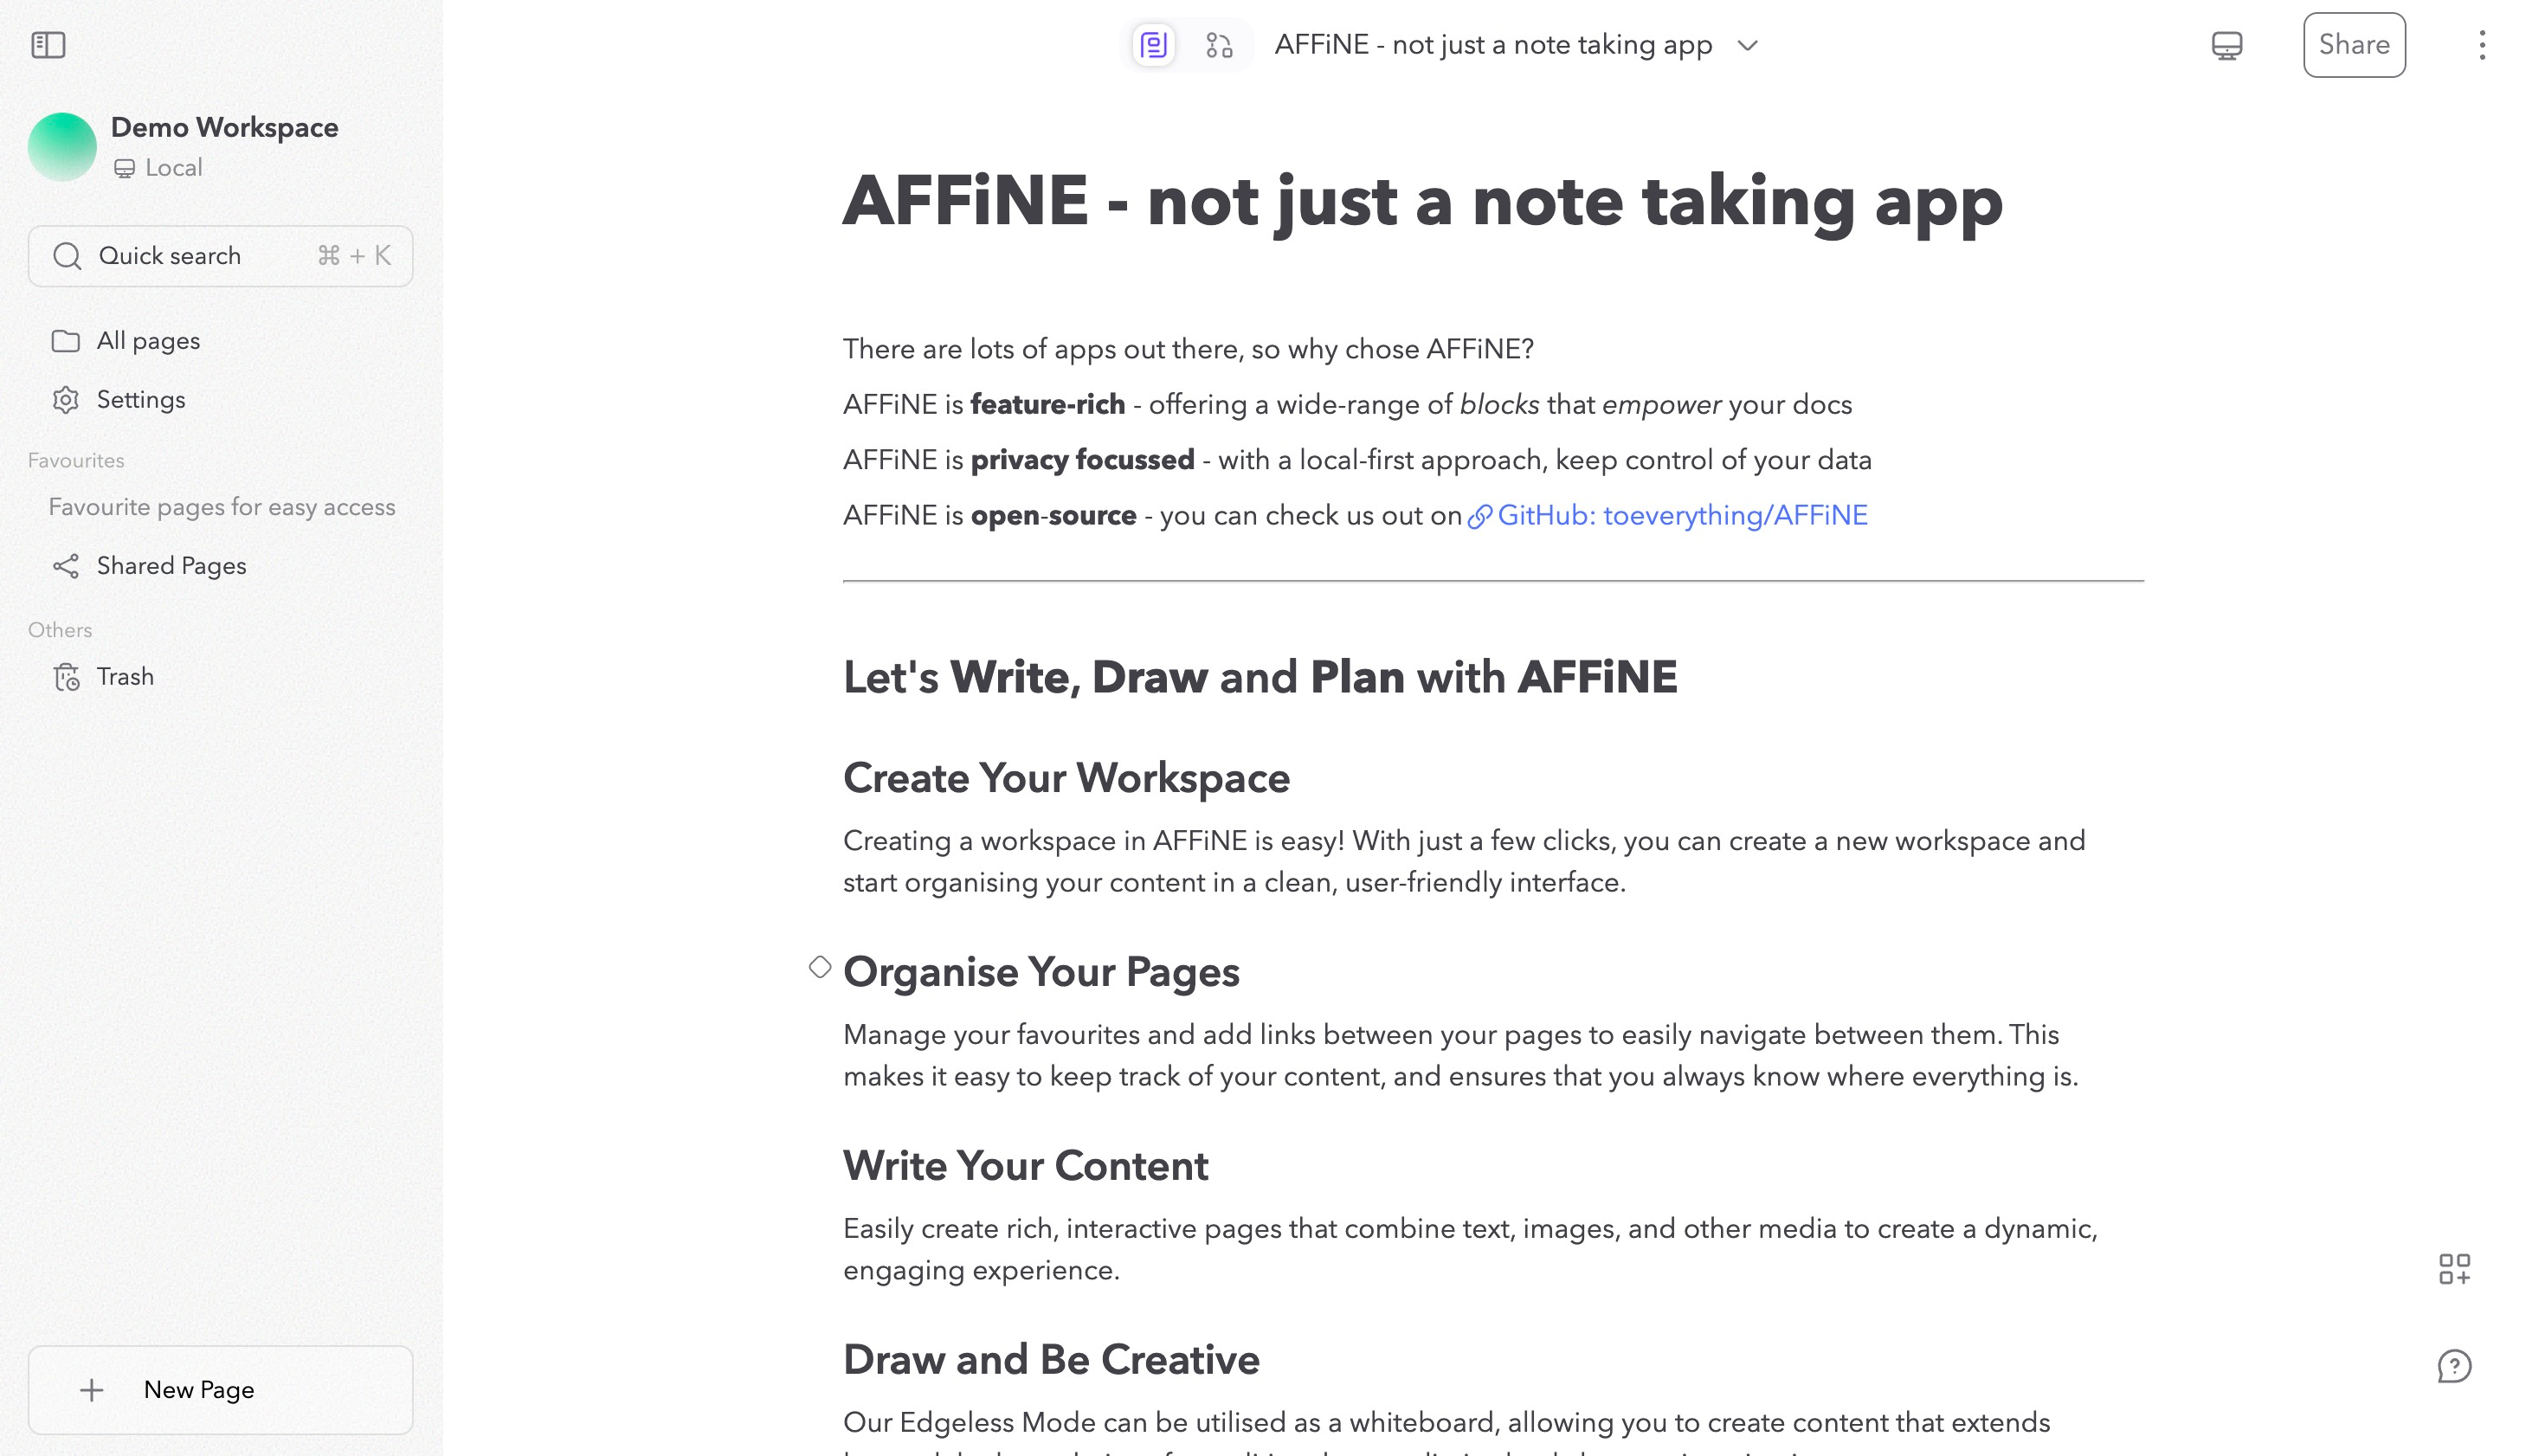 Demo Workspace
Local
Quick search ⌘ + K
All pages
Settings
Favourites
Favourite pages for easy access
Shared Pages
Others
Trash
New Page
AFFiNE - not just a note taking app
Share
AFFiNE - not just a note taking app
There are lots of apps out there, so why chose AFFiNE?
AFFiNE is feature-rich - offering a wide-range of blocks that empower your docs
AFFiNE is privacy focussed - with a local-first approach, keep control of your data
AFFiNE is open-source - you can check us out on GitHub: toeverything/AFFiNE
Let's Write, Draw and Plan with AFFiNE
Create Your Workspace
Creating a workspace in AFFiNE is easy! With just a few clicks, you can create a new workspace and
start organising your content in a clean, user-friendly interface.
Organise Your Pages
Manage your favourites and add links between your pages to easily navigate between them. This
makes it easy to keep track of your content, and ensures that you always know where everything is.
Write Your Content
Easily create rich, interactive pages that combine text, images, and other media to create a dynamic,
engaging experience.
Draw and Be Creative
Our Edgeless Mode can be utilised as a whiteboard, allowing you to create content that extends